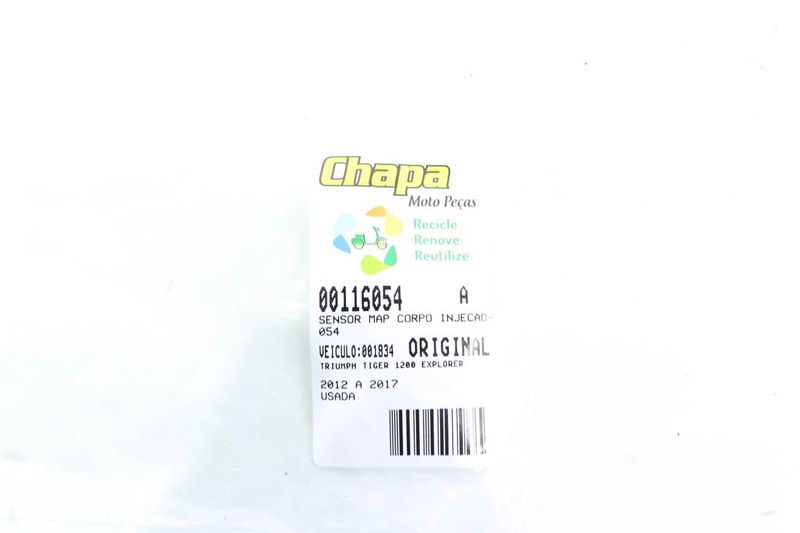 Chapa
Moto Peças
Recicle
Renove
Reutilize
00116054 A
SENSOR MAP CORPO INJECAO-
054
VEICULO:001834 ORIGINAL
TRIUMPH TIGER 1200 EXPLORER
2012 A 2017
USADA